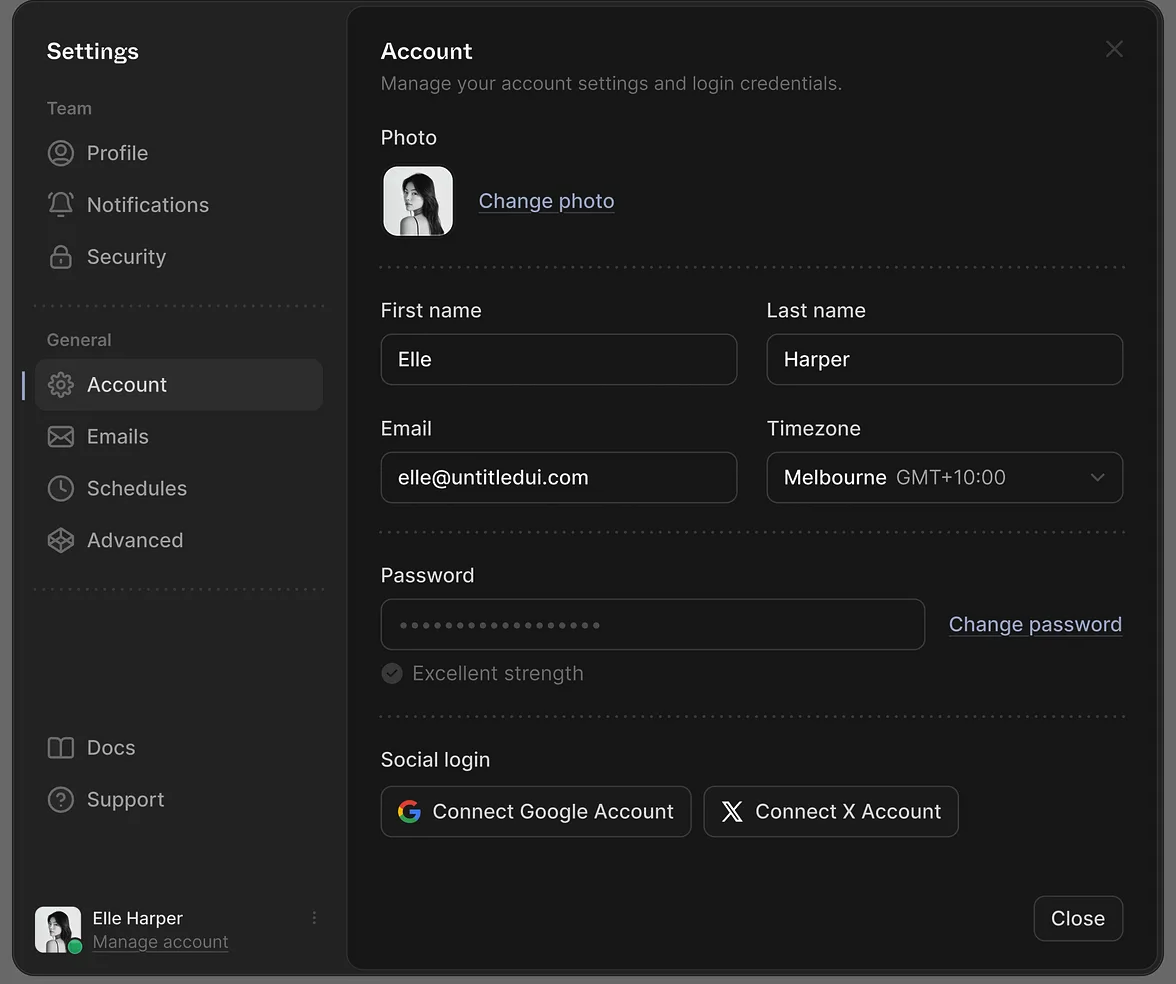 Settings
Team
Profile
Notifications
Security
General
Account
Emails
Schedules
Advanced
Docs
Support
Elle Harper
Manage account
Account
Manage your account settings and login credentials.
Photo
Change photo
First name
Last name
Elle
Harper
Email
Timezone
elle@untitledui.com
Melbourne GMT+10:00
Password
••••••••••••••••••
Change password
Excellent strength
Social login
Connect Google Account
Connect X Account
Close